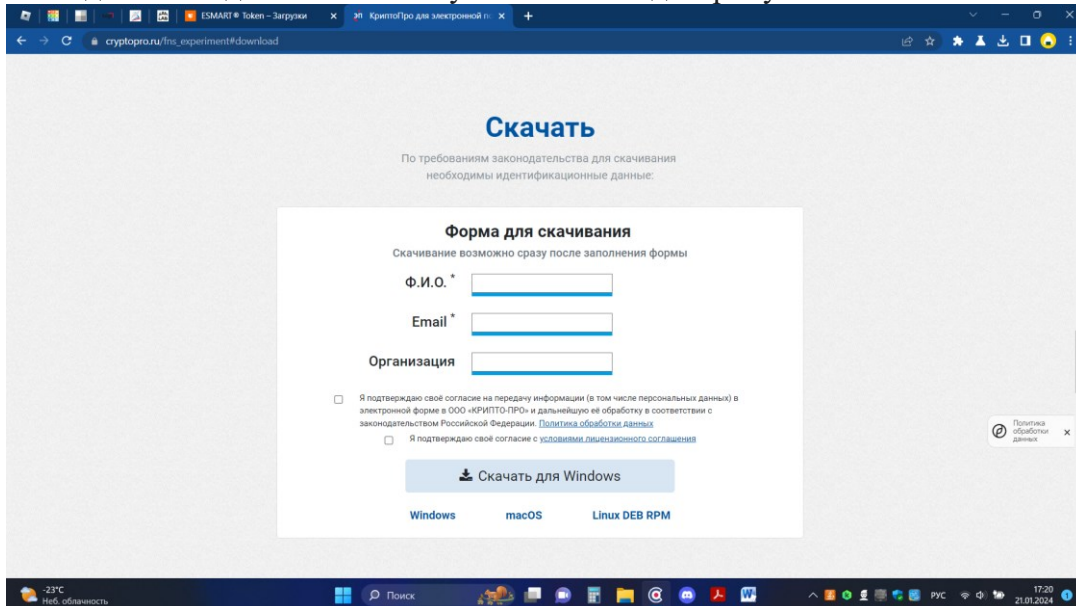 ESMART® Token – Загрузки
КриптоПро для электронной п
cryptopro.ru/fns_experiment#download
Скачать
По требованиям законодательства для скачивания
необходимы идентификационные данные:
Форма для скачивания
Скачивание возможно сразу после заполнения формы
Ф.И.О. *
Email *
Организация
Я подтверждаю своё согласие на передачу информации (в том числе персональных данных) в
электронной форме в ООО «КРИПТО-ПРО» и дальнейшую её обработку в соответствии с
законодательством Российской Федерации. Политика обработки данных
Я подтверждаю своё согласие с условиями лицензионного соглашения
Скачать для Windows
Windows macOS Linux DEB RPM
Политика
обработки
данных
-23°C
Неб. облачность
Поиск
РУС
17:20
21.01.2024